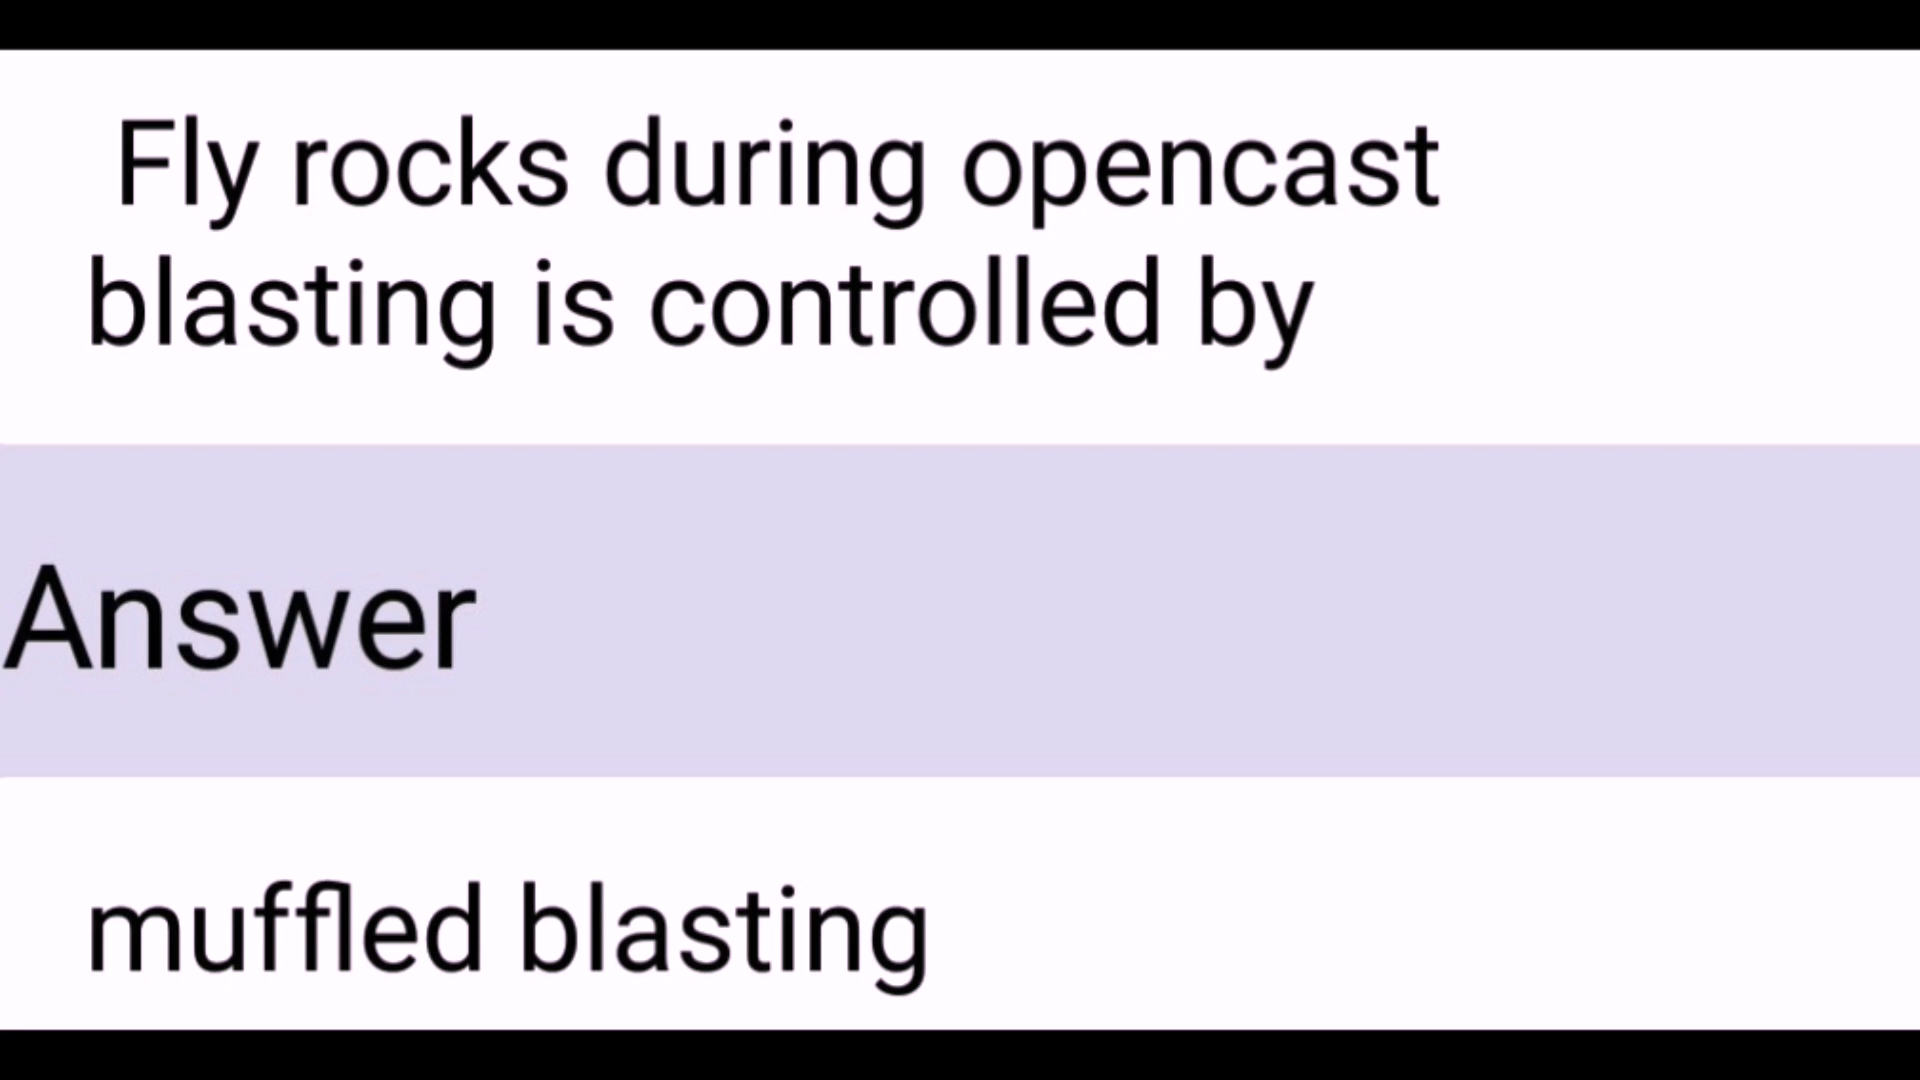 Fly rocks during opencast
blasting is controlled by
Answer
muffled blasting